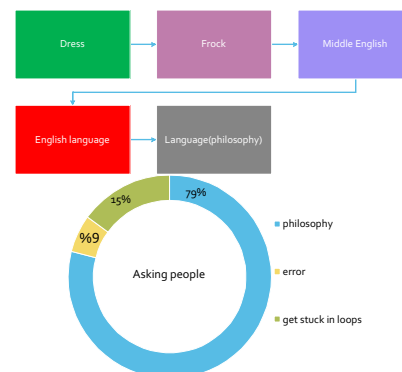 Dress
Frock
Middle English
English language
Language(philosophy)
15%
79%
%9
Asking people
philosophy
error
get stuck in loops